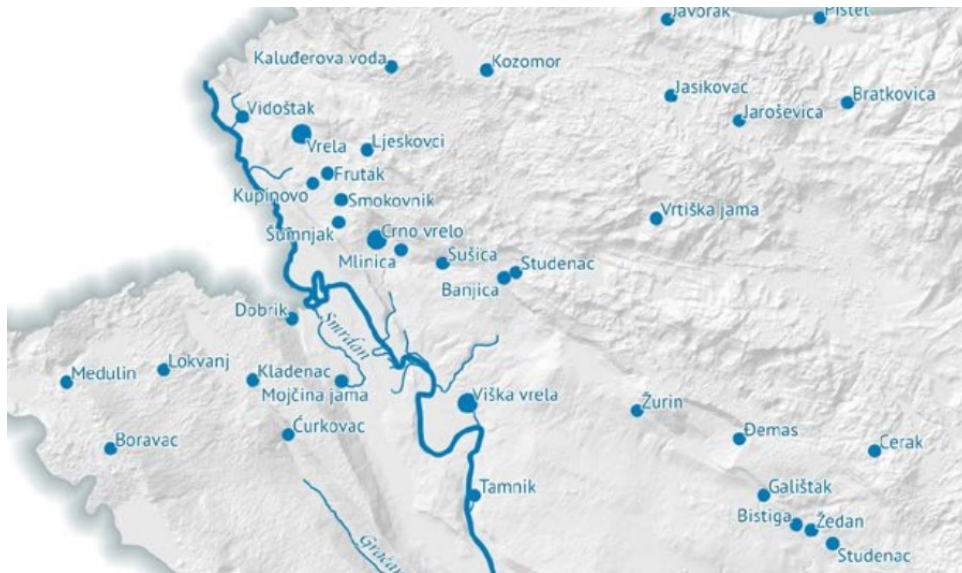 Javorak
Pištet
Kaluđerova voda
Kozomor
Jasikovac
Bratkovica
Vidoštak
Jaroševica
Vrela
Ljeskovci
Frutak
Kupinovo
Smokovnik
Vrtiška jama
Šumnjak
Crno vrelo
Mlinica
Sušica
Studenac
Banjica
Dobrik
Smrdan
Lokvanj
Medulin
Kladenac
Mojčina jama
Viška vrela
Žurin
Ćurkovac
Đemas
Boravac
Cerak
Tamnik
Galištak
Bistiga
Žedan
Gračan
Studenac